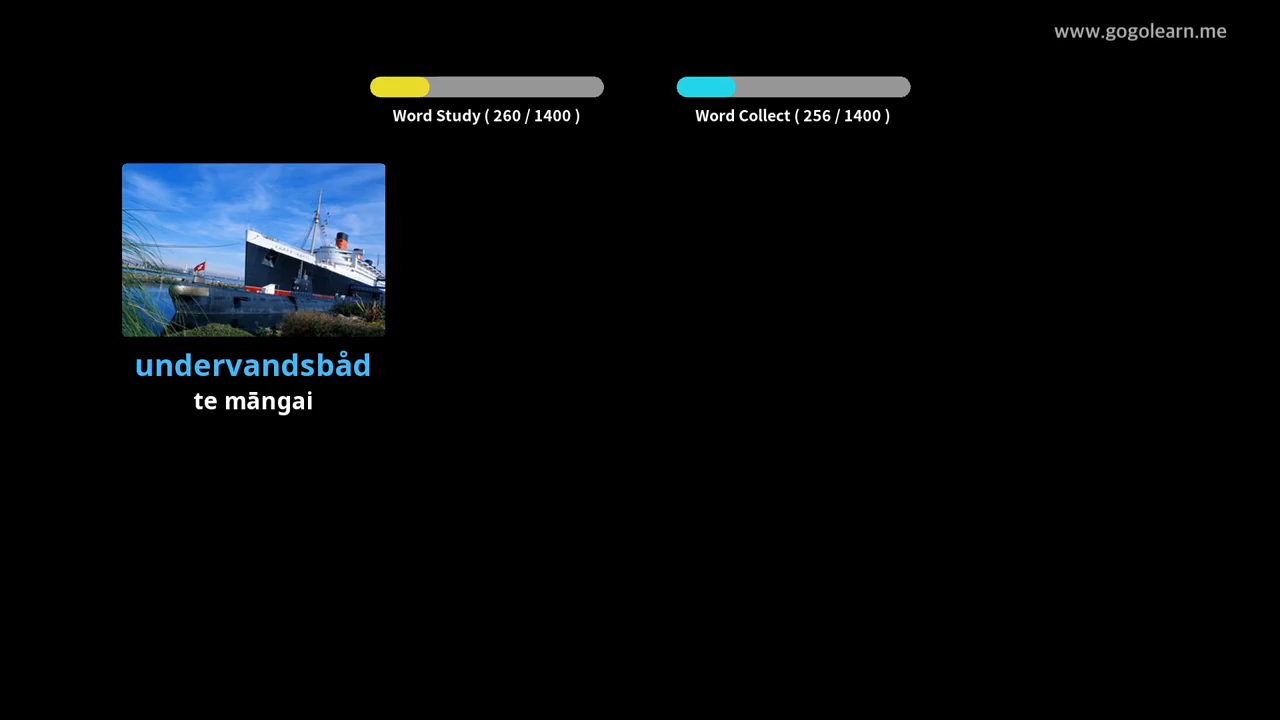 www.gogolearn.me
Word Study ( 260 / 1400 )
Word Collect ( 256 / 1400 )
undervandsbåd
te māngai